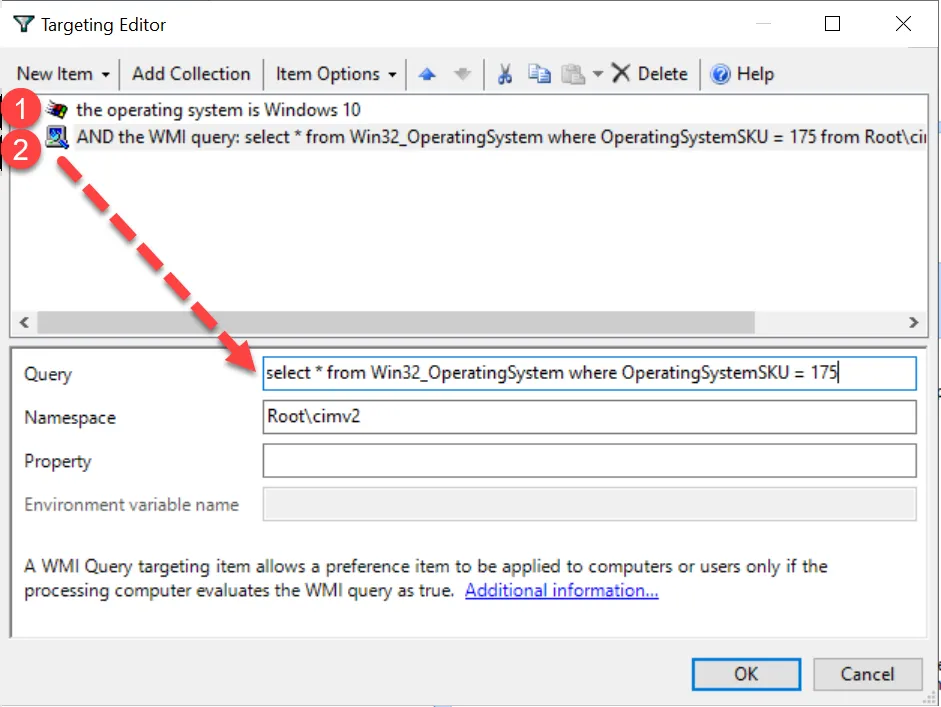 Targeting Editor
New Item Add Collection Item Options Delete Help
1 the operating system is Windows 10
2 AND the WMI query: select * from Win32_OperatingSystem where OperatingSystemSKU = 175 from Root\ci
Query select * from Win32_OperatingSystem where OperatingSystemSKU = 175
Namespace Root\cimv2
Property
Environment variable name
A WMI Query targeting item allows a preference item to be applied to computers or users only if the
processing computer evaluates the WMI query as true. Additional information...
OK Cancel